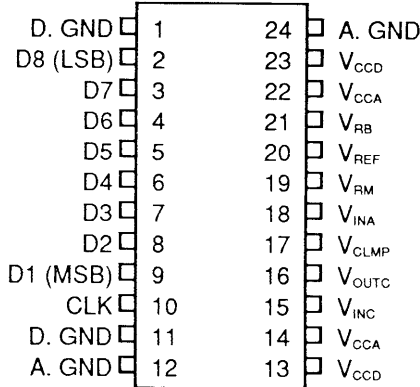 D. GND 1 24 A. GND
D8 (LSB) 2 23 VCCD
D7 3 22 VCCA
D6 4 21 VRB
D5 5 20 VREF
D4 6 19 VRM
D3 7 18 VINA
D2 8 17 VCLMP
D1 (MSB) 9 16 VOUTC
CLK 10 15 VINC
D. GND 11 14 VCCA
A. GND 12 13 VCCD